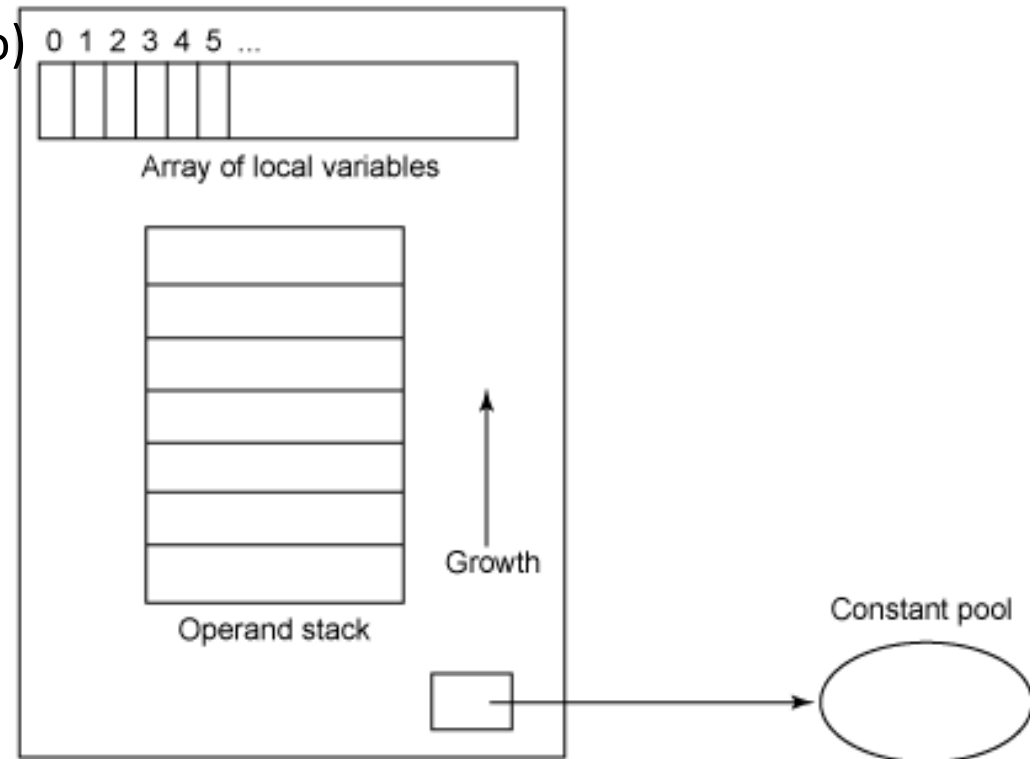 b)
0 1 2 3 4 5 ...
Array of local variables
Growth
Operand stack
Constant pool